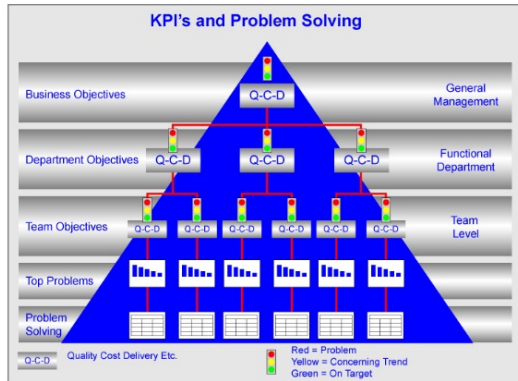 KPI's and Problem Solving
Business Objectives
Q-C-D
General
Management
Department Objectives
Q-C-D
Q-C-D
Q-C-D
Functional
Department
Team Objectives
Q-C-D
Q-C-D
Q-C-D
Q-C-D
Q-C-D
Q-C-D
Team
Level
Top Problems
Problem
Solving
Q-C-D
Quality Cost Delivery Etc.
Red = Problem
Yellow = Concerning Trend
Green = On Target